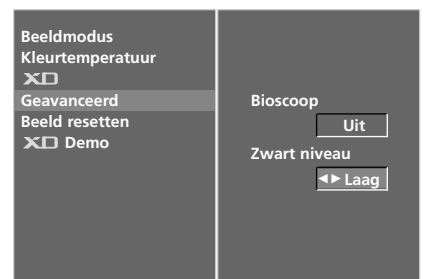 Beeldmodus
Kleurtemperatuur
XD
Geavanceerd
Beeld resetten
XD Demo
Bioscoop
Uit
Zwart niveau
◄► Laag